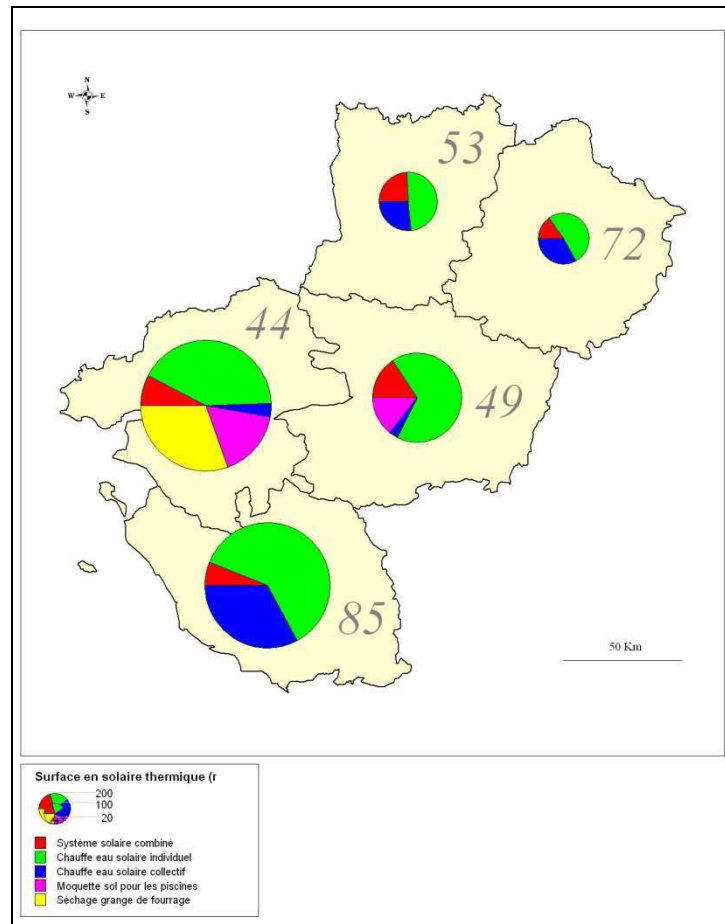 N
W E
S
53
72
44
49
85
50 Km
Surface en solaire thermique (r
200
100
20
Système solaire combiné
Chauffe eau solaire individuel
Chauffe eau solaire collectif
Moquette sol pour les piscines
Séchage grange de fourrage